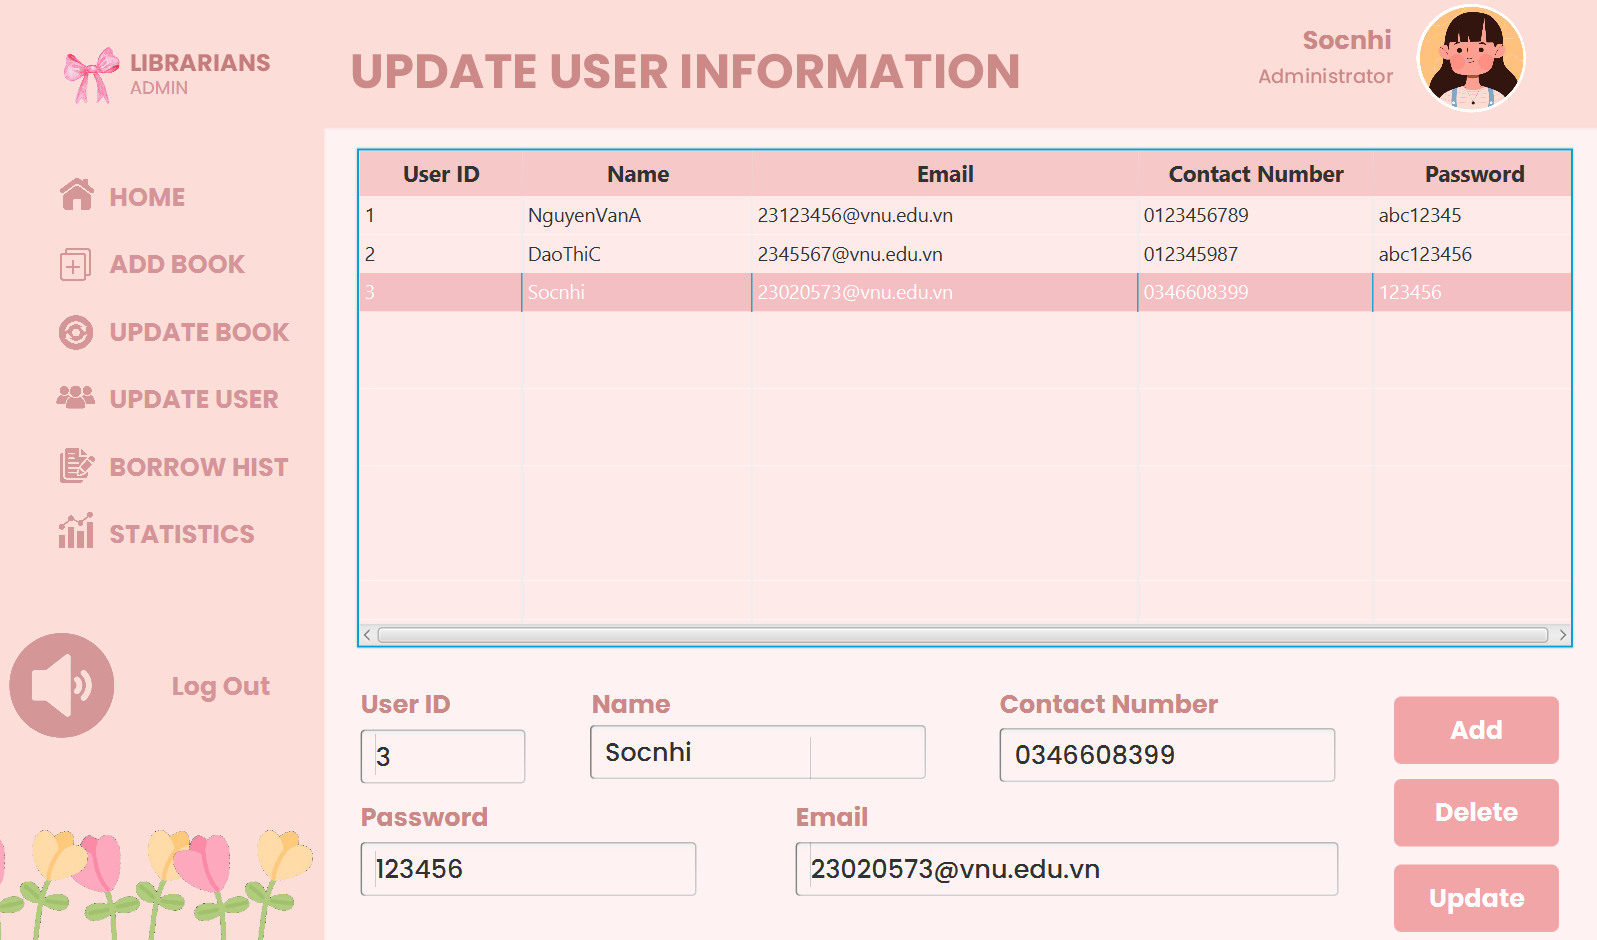 LIBRARIANS
ADMIN
UPDATE USER INFORMATION
Socnhi
Administrator
HOME
ADD BOOK
UPDATE BOOK
UPDATE USER
BORROW HIST
STATISTICS
Log Out
User ID Name Email Contact Number Password
1 NguyenVanA 23123456@vnu.edu.vn 0123456789 abc12345
2 DaoThiC 2345567@vnu.edu.vn 012345987 abc123456
3 Socnhi 23020573@vnu.edu.vn 0346608399 123456
User ID Name Contact Number
3 Socnhi 0346608399
Password Email
123456 23020573@vnu.edu.vn
Add
Delete
Update